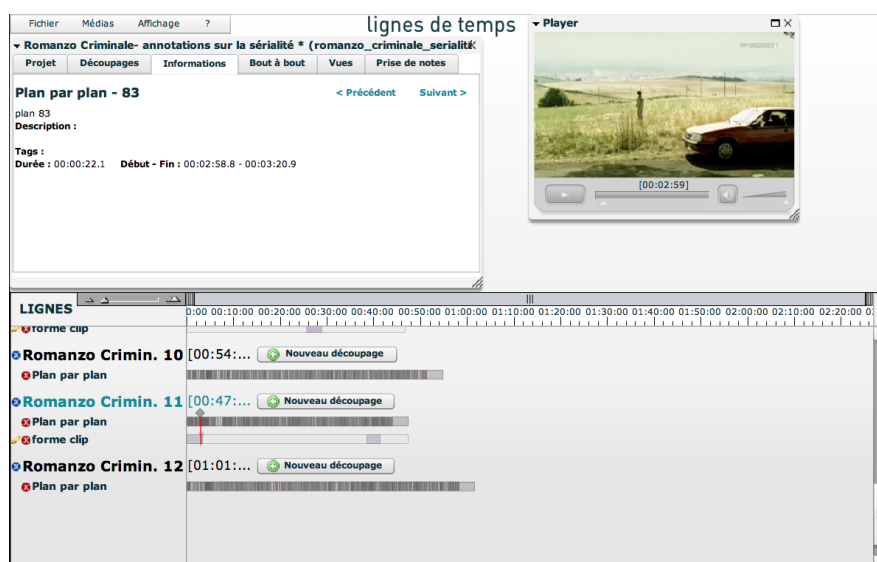 Fichier Médias Affichage ?
lignes de temps
Romanzo Criminale- annotations sur la sérialité * (romanzo_criminale_serialité
Projet Découpages Informations Bout à bout Vues Prise de notes
Plan par plan - 83
< Précédent Suivant >
plan 83
Description :
Tags :
Durée : 00:00:22.1 Début - Fin : 00:02:58.8 - 00:03:20.9
Player
[00:02:59]
LIGNES
0:00 00:10:00 00:20:00 00:30:00 00:40:00 00:50:00 01:00:00 01:10:00 01:20:00 01:30:00 01:40:00 01:50:00 02:00:00 02:10:00 02:20:00
forme clip
Romanzo Crimin. 10 [00:54:... Nouveau découpage
Plan par plan
Romanzo Crimin. 11 [00:47:... Nouveau découpage
Plan par plan
forme clip
Romanzo Crimin. 12 [01:01:... Nouveau découpage
Plan par plan